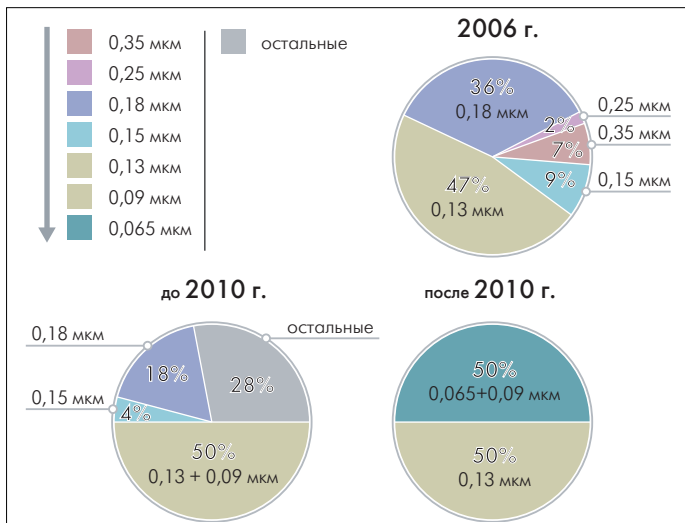 0,35 мкм
0,25 мкм
0,18 мкм
0,15 мкм
0,13 мкм
0,09 мкм
0,065 мкм
остальные
2006 г.
36%
0,18 мкм
2%
0,25 мкм
7%
0,35 мкм
9%
0,15 мкм
47%
0,13 мкм
до 2010 г.
0,18 мкм
остальные
18%
28%
0,15 мкм
4%
50%
0,13 + 0,09 мкм
после 2010 г.
50%
0,065+0,09 мкм
50%
0,13 мкм